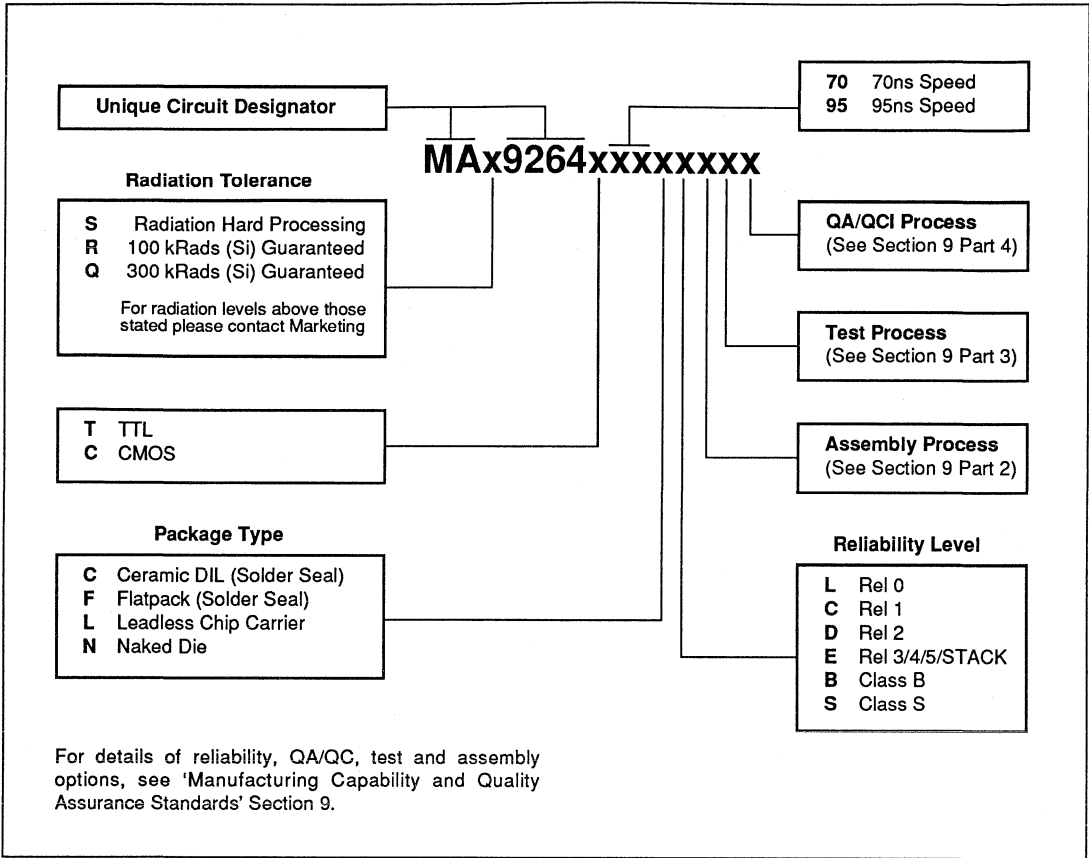 Unique Circuit Designator
70 70ns Speed
95 95ns Speed
MAx9264xxxxxxxx
Radiation Tolerance
S Radiation Hard Processing
R 100 kRads (Si) Guaranteed
Q 300 kRads (Si) Guaranteed
For radiation levels above those
stated please contact Marketing
QA/QCI Process
(See Section 9 Part 4)
Test Process
(See Section 9 Part 3)
T TTL
C CMOS
Assembly Process
(See Section 9 Part 2)
Package Type
C Ceramic DIL (Solder Seal)
F Flatpack (Solder Seal)
L Leadless Chip Carrier
N Naked Die
Reliability Level
L Rel 0
C Rel 1
D Rel 2
E Rel 3/4/5/STACK
B Class B
S Class S
For details of reliability, QA/QC, test and assembly
options, see ‘Manufacturing Capability and Quality
Assurance Standards’ Section 9.